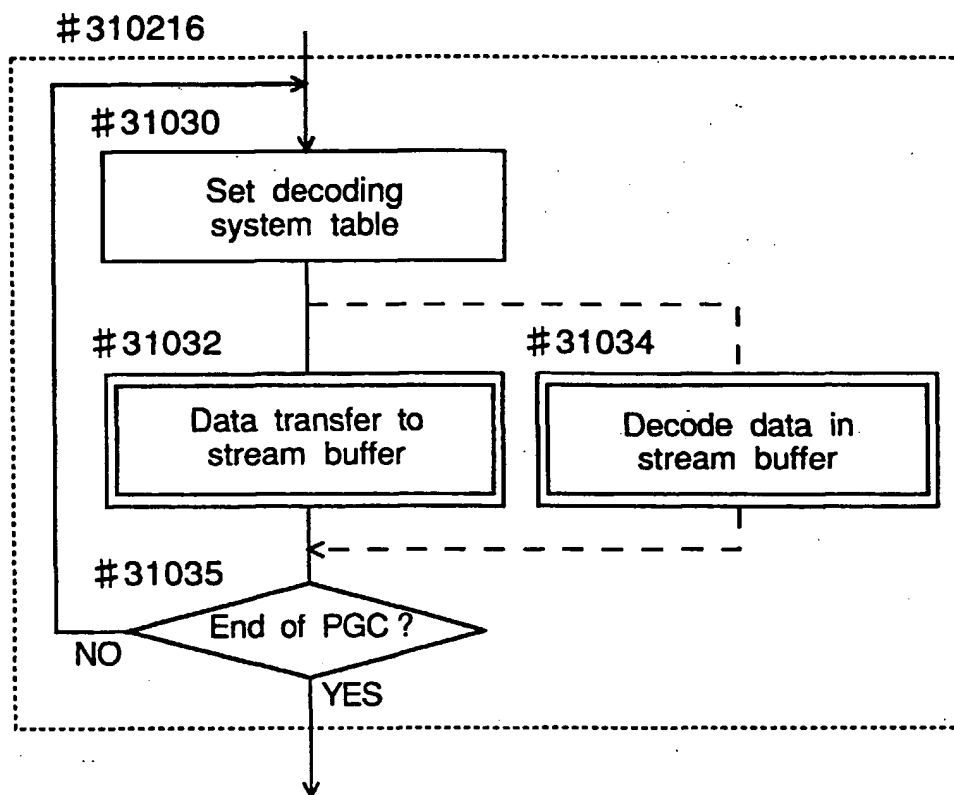 #310216
#31030
Set decoding
system table
#31032
#31034
Data transfer to
stream buffer
Decode data in
stream buffer
#31035
End of PGC?
NO
YES